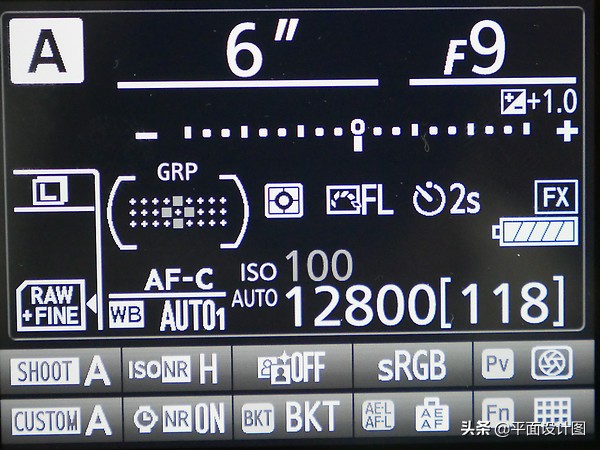 A 6" F9
+1.0
− 0 +
GRP
L FL 2s FX
AF-C ISO 100
RAW +FINE WB AUTO1 ISO AUTO 12800[118]
SHOOT A ISO NR H OFF sRGB Pv
CUSTOM A NR ON BKT BKT AE-L AF-L AE AF Fn
头条 @平面设计图